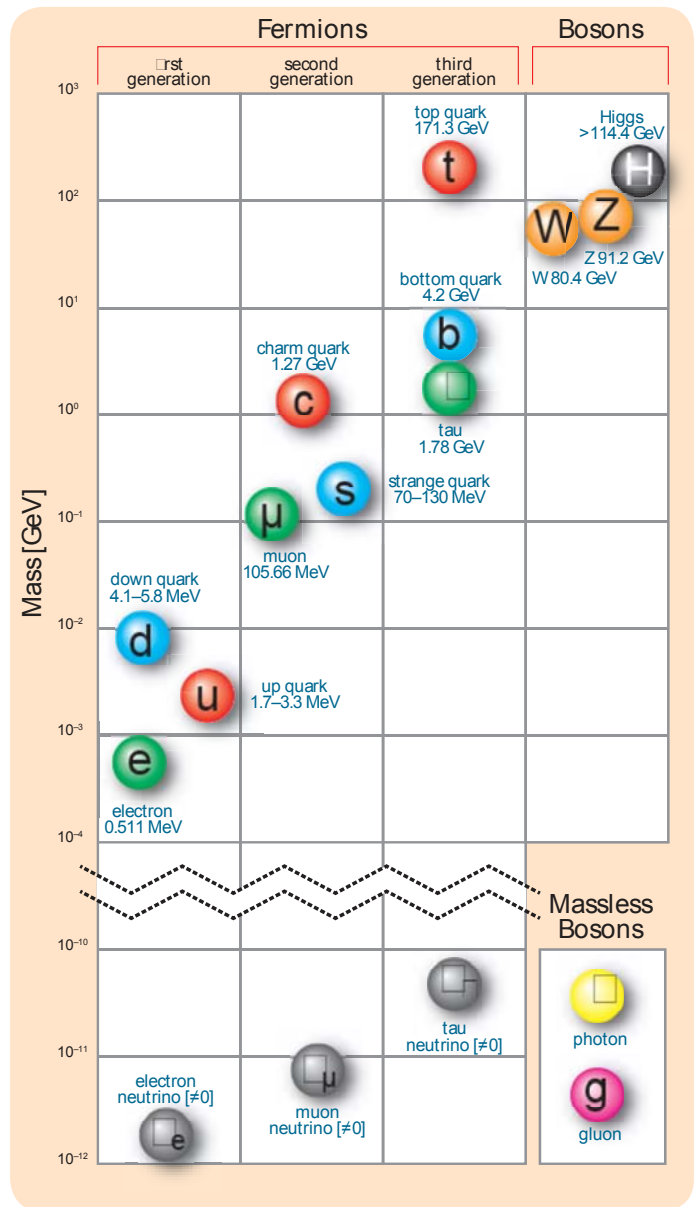 Fermions
Bosons
□rst
generation
second
generation
third
generation
10³
10²
10¹
10⁰
10⁻¹
10⁻²
10⁻³
10⁻⁴
10⁻¹⁰
10⁻¹¹
10⁻¹²
Mass [GeV]
top quark
171.3 GeV
t
Higgs
>114.4 GeV
H
W
Z
Z 91.2 GeV
W 80.4 GeV
bottom quark
4.2 GeV
b
charm quark
1.27 GeV
c
□
tau
1.78 GeV
s
strange quark
70–130 MeV
μ
muon
105.66 MeV
down quark
4.1–5.8 MeV
d
u
up quark
1.7–3.3 MeV
e
electron
0.511 MeV
Massless
Bosons
□
tau
neutrino [≠0]
□
photon
□μ
muon
neutrino [≠0]
g
gluon
electron
neutrino [≠0]
□e